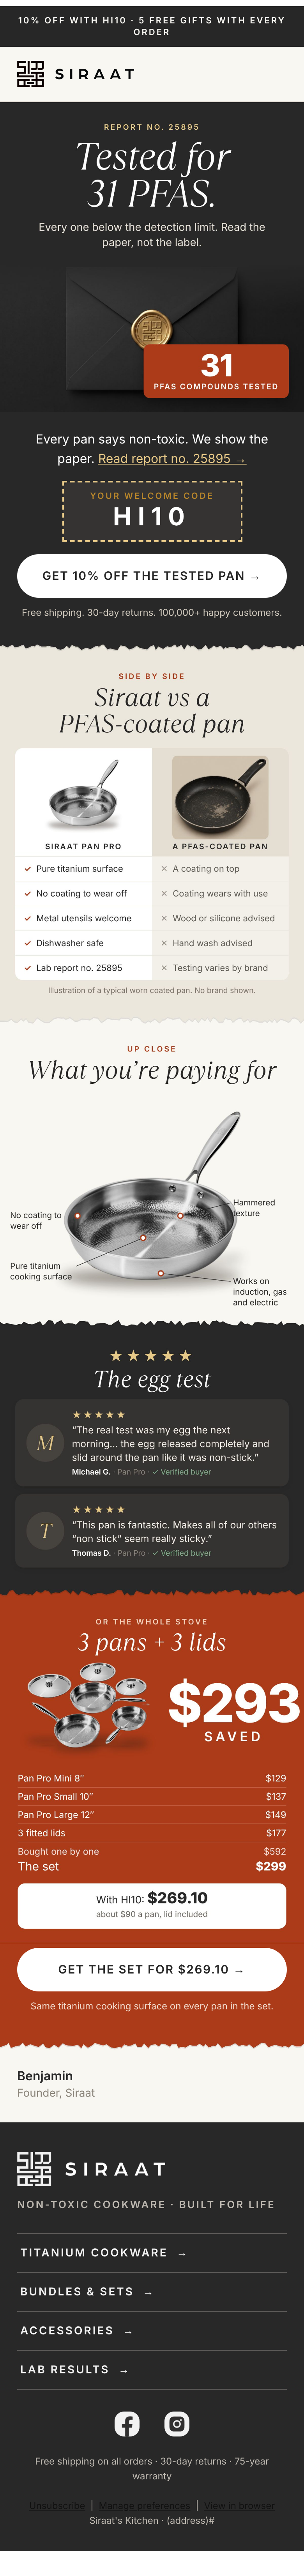 10% OFF WITH HI10 · 5 FREE GIFTS WITH EVERY
ORDER
SIRAAT
REPORT NO. 25895
Tested for
31 PFAS.
Every one below the detection limit. Read the
paper, not the label.
31
PFAS COMPOUNDS TESTED
Every pan says non-toxic. We show the
paper. Read report no. 25895 →
YOUR WELCOME CODE
HI10
GET 10% OFF THE TESTED PAN →
Free shipping. 30-day returns. 100,000+ happy customers.
SIDE BY SIDE
Siraat vs a
PFAS-coated pan
SIRAAT PAN PRO
A PFAS-COATED PAN
✓ Pure titanium surface
✕ A coating on top
✓ No coating to wear off
✕ Coating wears with use
✓ Metal utensils welcome
✕ Wood or silicone advised
✓ Dishwasher safe
✕ Hand wash advised
✓ Lab report no. 25895
✕ Testing varies by brand
Illustration of a typical worn coated pan. No brand shown.
UP CLOSE
What you're paying for
Hammered
texture
No coating to
wear off
Pure titanium
cooking surface
Works on
induction, gas
and electric
★★★★★
The egg test
★★★★★
M
“The real test was my egg the next
morning... the egg released completely and
slid around the pan like it was non-stick.”
Michael G. · Pan Pro · ✓ Verified buyer
★★★★★
T
“This pan is fantastic. Makes all of our others
“non stick” seem really sticky.”
Thomas D. · Pan Pro · ✓ Verified buyer
OR THE WHOLE STOVE
3 pans + 3 lids
$293
SAVED
Pan Pro Mini 8″ $129
Pan Pro Small 10″ $137
Pan Pro Large 12″ $149
3 fitted lids $177
Bought one by one $592
The set $299
With HI10: $269.10
about $90 a pan, lid included
GET THE SET FOR $269.10 →
Same titanium cooking surface on every pan in the set.
Benjamin
Founder, Siraat
SIRAAT
NON-TOXIC COOKWARE · BUILT FOR LIFE
TITANIUM COOKWARE →
BUNDLES & SETS →
ACCESSORIES →
LAB RESULTS →
Free shipping on all orders · 30-day returns · 75-year
warranty
Unsubscribe | Manage preferences | View in browser
Siraat's Kitchen · (address)#